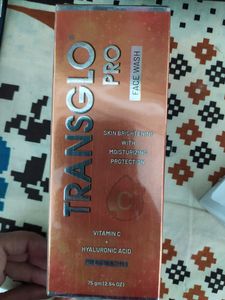 TRANSGLO
PRO
FACE WASH
SKIN BRIGHTENING
WITH
MOISTURIZING
PROTECTION
VITAMIN C
+
HYALURONIC ACID
75 gm (2.64 OZ)